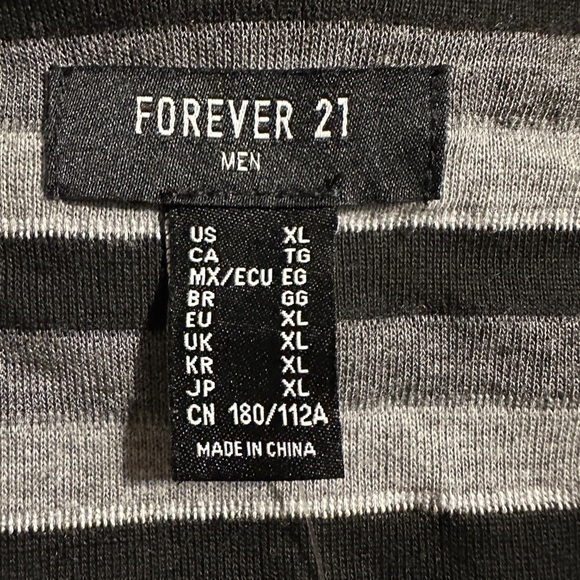 FOREVER 21
MEN
US XL
CA TG
MX/ECU EG
BR GG
EU XL
UK XL
KR XL
JP XL
CN 180/112A
MADE IN CHINA